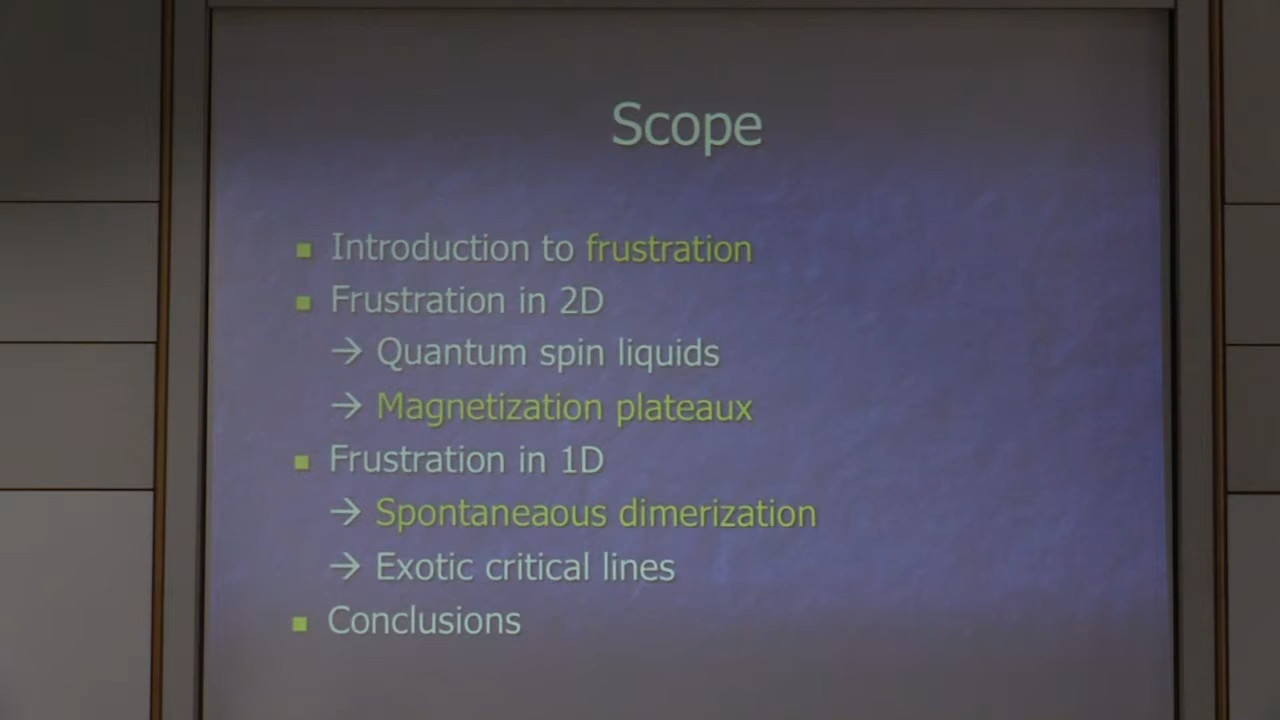 Scope
▪ Introduction to frustration
▪ Frustration in 2D
→ Quantum spin liquids
→ Magnetization plateaux
▪ Frustration in 1D
→ Spontaneaous dimerization
→ Exotic critical lines
▪ Conclusions